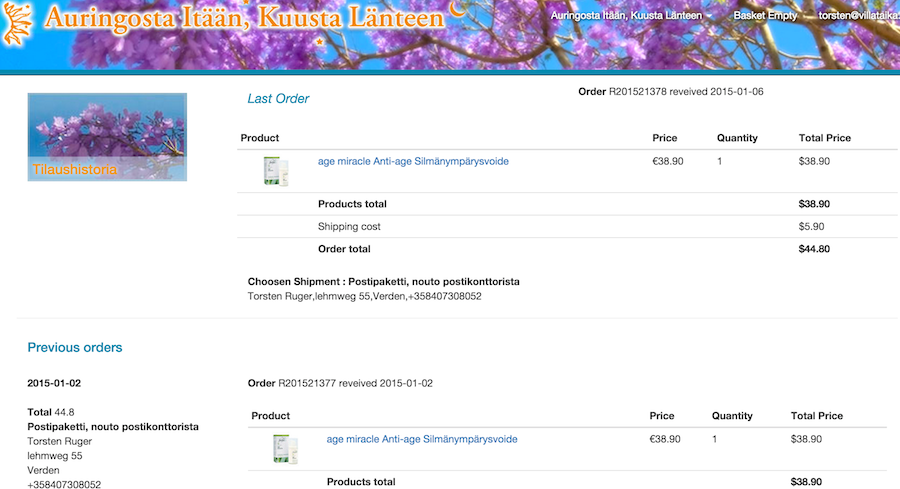 Auringosta Itään, Kuusta Länteen
Auringosta Itään, Kuusta Länteen Basket Empty torsten@villataika
Tilaushistoria
Last Order
Order R201521378 reveived 2015-01-06
Product Price Quantity Total Price
age miracle Anti-age Silmänympärysvoide €38.90 1 $38.90
Products total $38.90
Shipping cost $5.90
Order total $44.80
Choosen Shipment : Postipaketti, nouto postikonttorista
Torsten Ruger,lehmweg 55,Verden,+358407308052
Previous orders
2015-01-02
Total 44.8
Postipaketti, nouto postikonttorista
Torsten Ruger
lehmweg 55
Verden
+358407308052
Order R201521377 reveived 2015-01-02
Product Price Quantity Total Price
age miracle Anti-age Silmänympärysvoide €38.90 1 $38.90
Products total $38.90